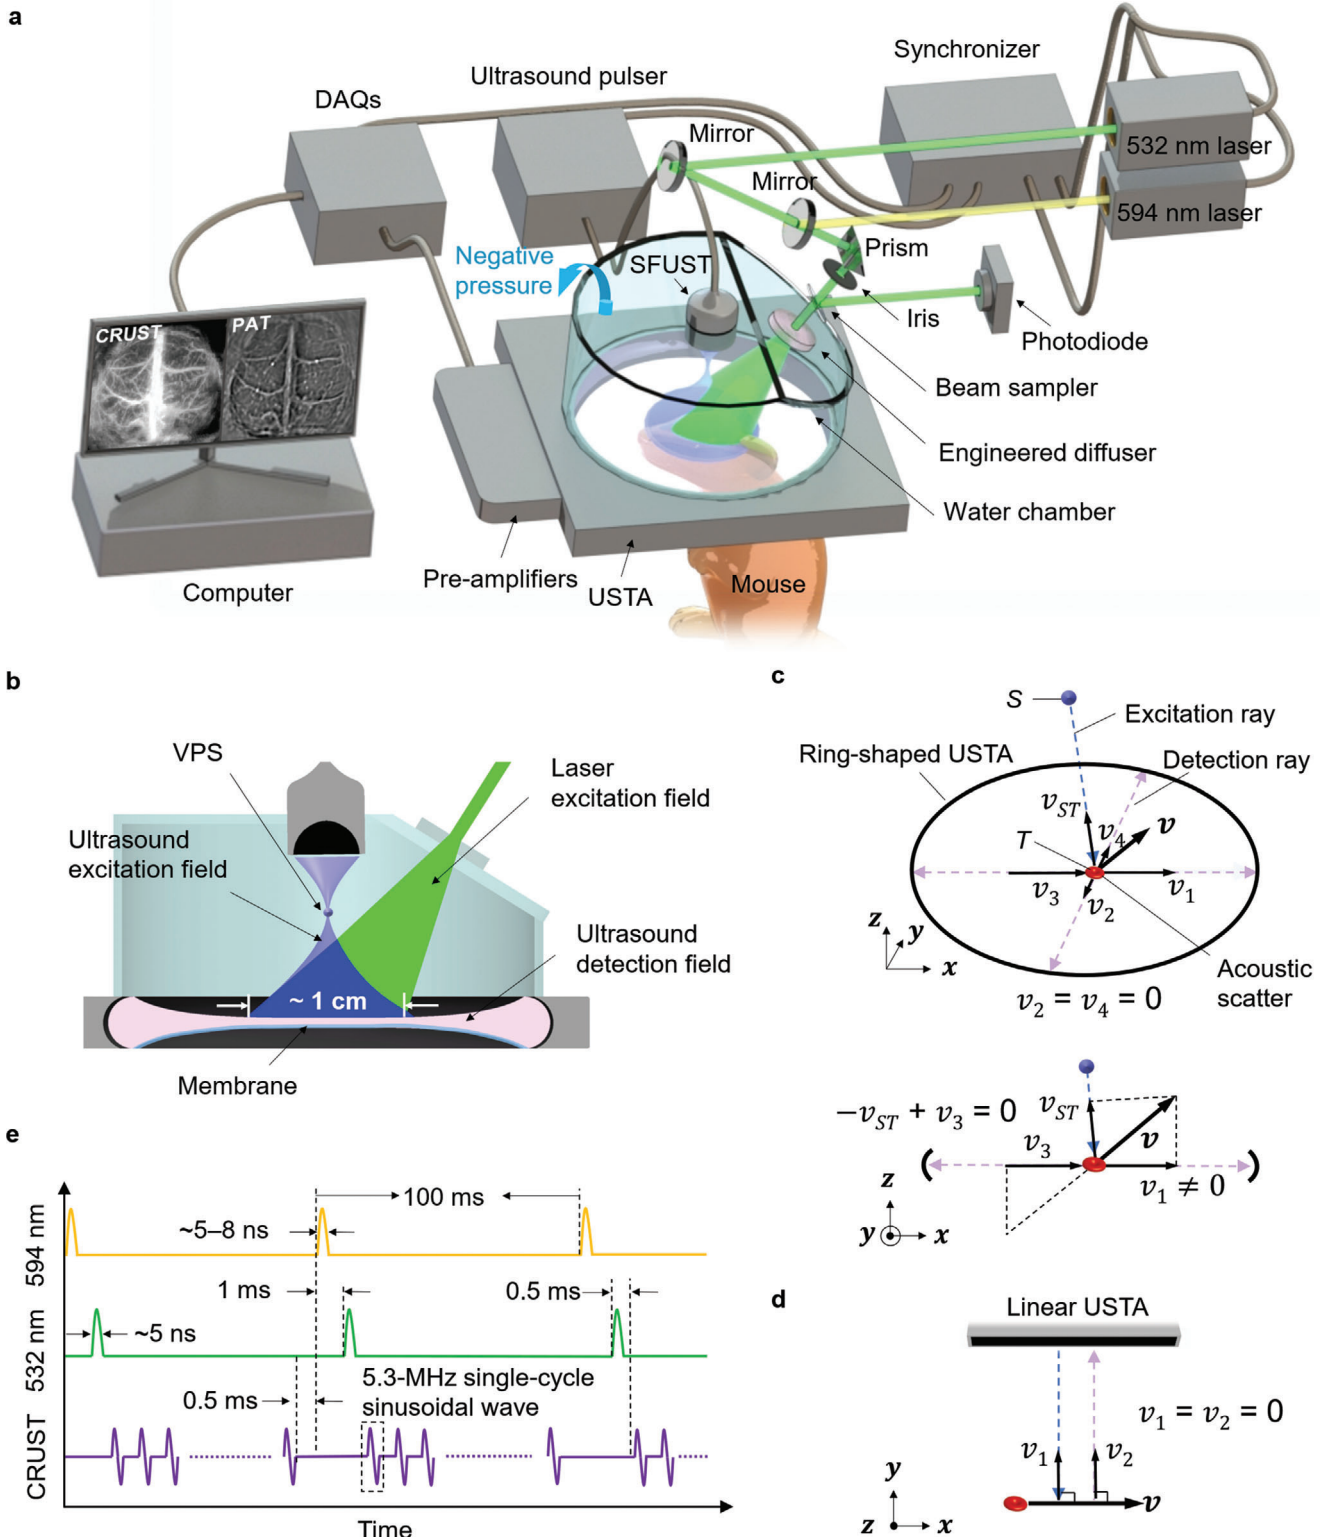 a
Synchronizer
Ultrasound pulser
DAQs
Mirror
532 nm laser
Mirror
594 nm laser
Prism
Negative
pressure
SFUST
Iris
Photodiode
CRUST
PAT
Beam sampler
Engineered diffuser
Water chamber
Pre-amplifiers
USTA
Mouse
Computer
b
VPS
Laser
excitation field
Ultrasound
excitation field
Ultrasound
detection field
~ 1 cm
Membrane
c
S
Excitation ray
Ring-shaped USTA
Detection ray
v_ST
v_4
v
T
v_3
v_1
v_2
z
y
x
Acoustic
scatter
v_2 = v_4 = 0
−v_ST + v_3 = 0
v_ST
v_3
v
v_1 ≠ 0
z
y
x
d
Linear USTA
v_1 = v_2 = 0
v_1
v_2
v
y
z
x
e
594 nm
100 ms
~5–8 ns
532 nm
1 ms
0.5 ms
~5 ns
5.3-MHz single-cycle
sinusoidal wave
0.5 ms
CRUST
Time